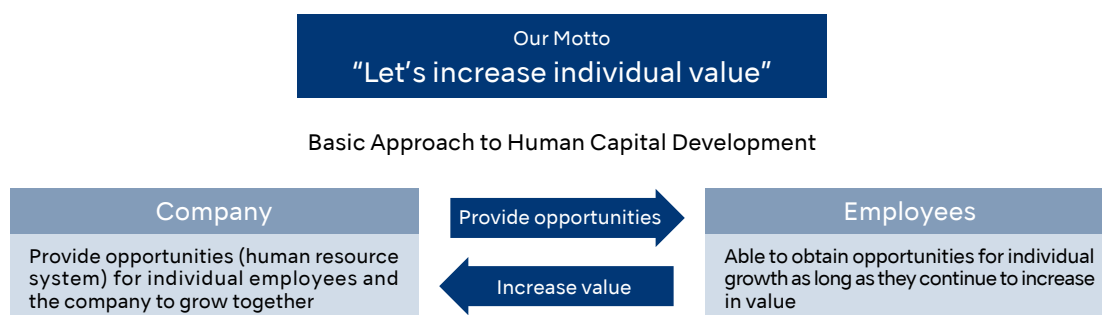 Our Motto
“Let’s increase individual value”
Basic Approach to Human Capital Development
Company
Provide opportunities (human resource
system) for individual employees and
the company to grow together
Provide opportunities
Increase value
Employees
Able to obtain opportunities for individual
growth as long as they continue to increase
in value